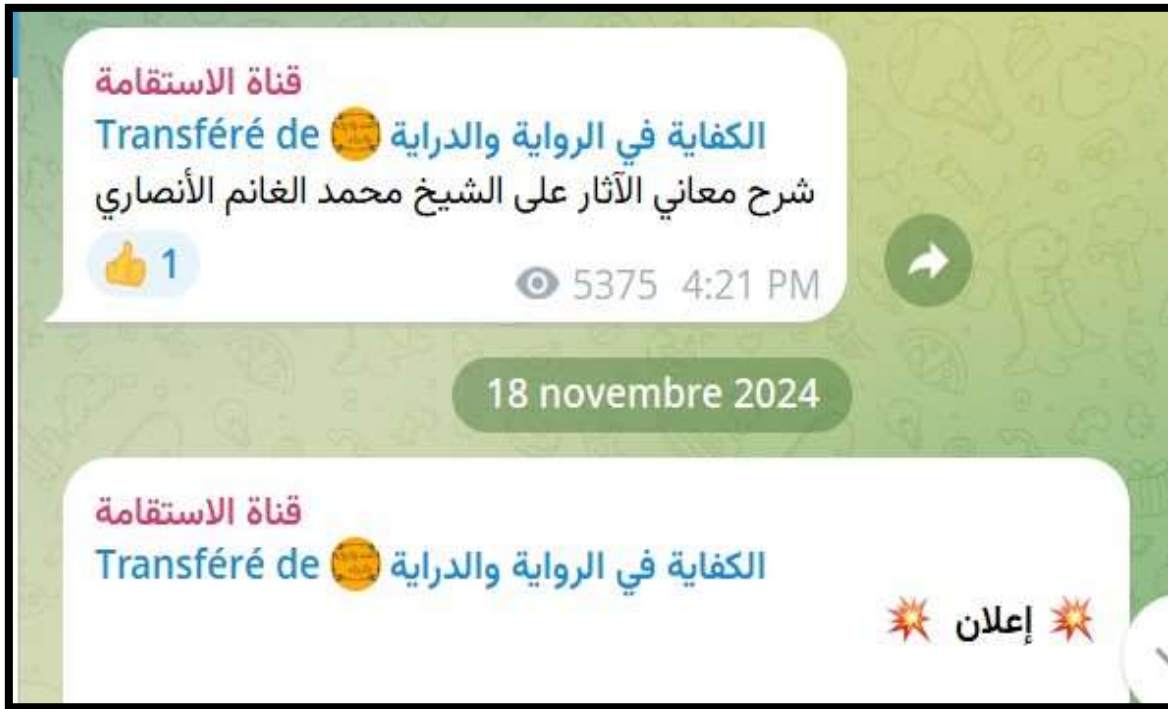 قناة الاستقامة
Transféré de الكفاية في الرواية والدراية
شرح معاني الآثار على الشيخ محمد الغانم الأنصاري
👍 1
5375 4:21 PM
18 novembre 2024
قناة الاستقامة
Transféré de الكفاية في الرواية والدراية
💥 إعلان 💥